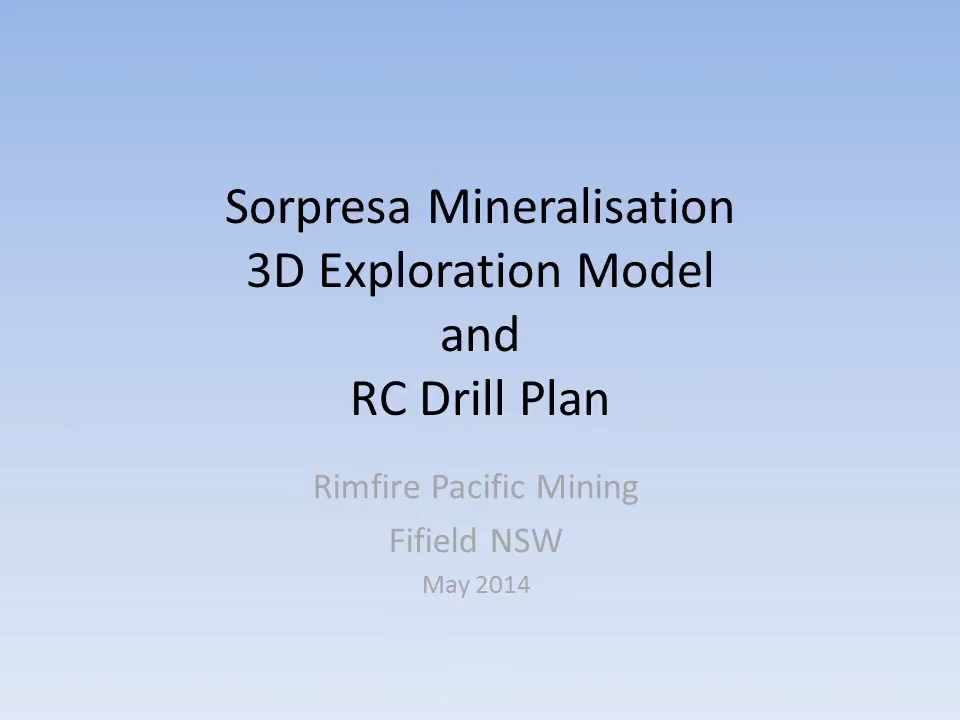 Sorpresa Mineralisation
3D Exploration Model
and
RC Drill Plan
Rimfire Pacific Mining
Fifield NSW
May 2014